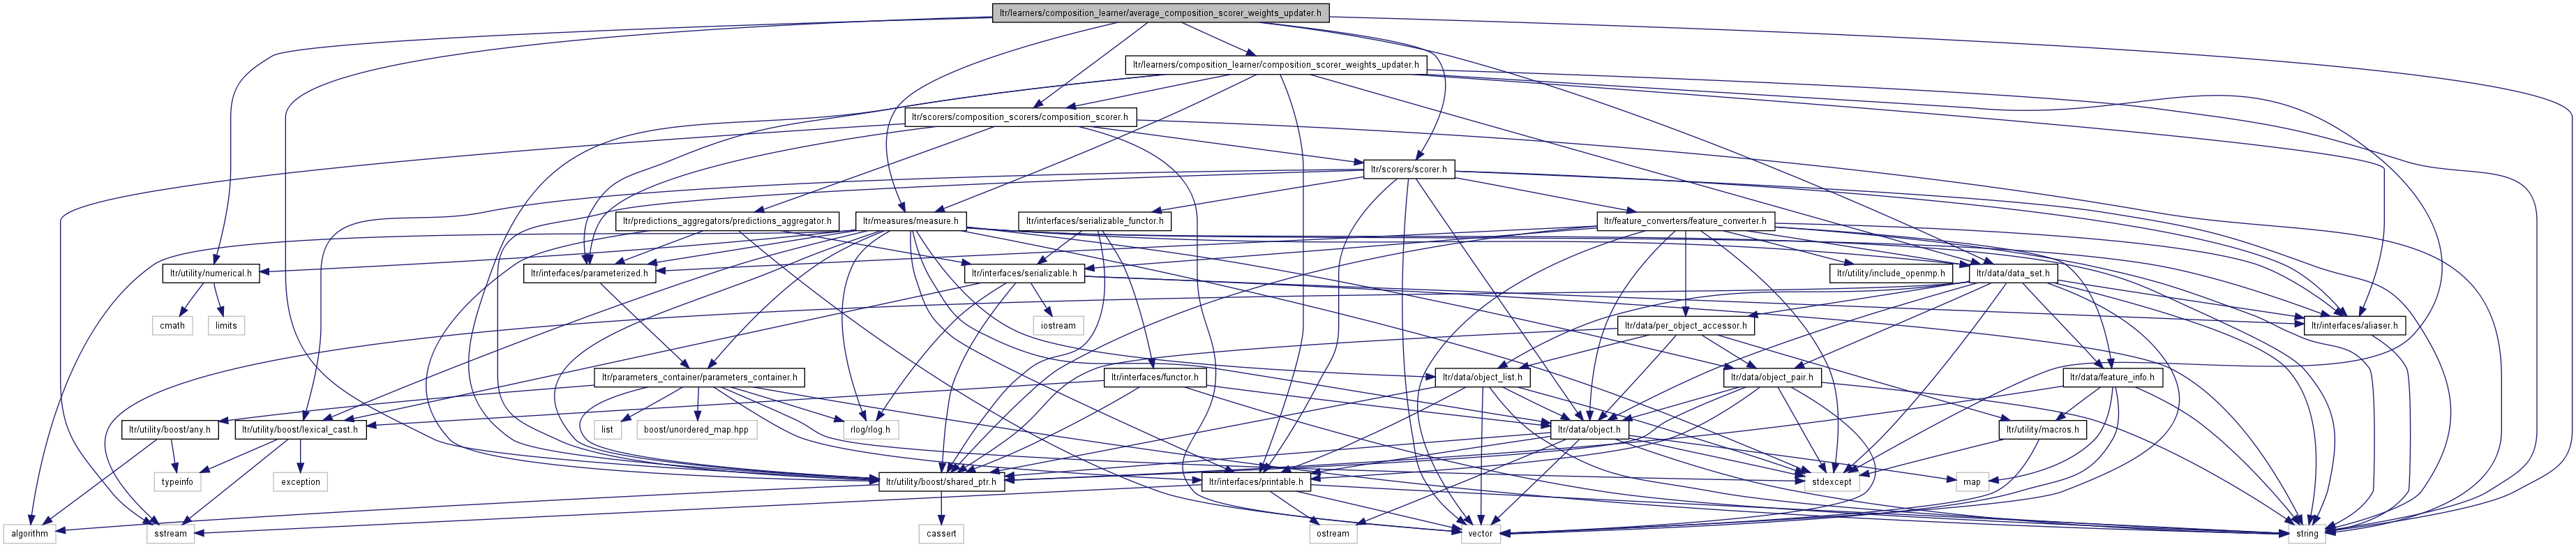 ltr/learners/composition_learner/average_composition_scorer_weights_updater.h
ltr/learners/composition_learner/composition_scorer_weights_updater.h
ltr/scorers/composition_scorers/composition_scorer.h
ltr/scorers/scorer.h
ltr/predictions_aggregators/predictions_aggregator.h
ltr/measures/measure.h
ltr/interfaces/serializable_functor.h
ltr/feature_converters/feature_converter.h
ltr/utility/numerical.h
ltr/interfaces/parameterized.h
ltr/interfaces/serializable.h
ltr/utility/include_openmp.h
ltr/data/data_set.h
cmath
limits
iostream
ltr/data/per_object_accessor.h
ltr/interfaces/aliaser.h
ltr/parameters_container/parameters_container.h
ltr/interfaces/functor.h
ltr/data/object_list.h
ltr/data/object_pair.h
ltr/data/feature_info.h
ltr/utility/boost/any.h
ltr/utility/boost/lexical_cast.h
list
boost/unordered_map.hpp
rlog/rlog.h
ltr/data/object.h
ltr/utility/macros.h
typeinfo
exception
ltr/utility/boost/shared_ptr.h
ltr/interfaces/printable.h
stdexcept
map
algorithm
sstream
cassert
ostream
vector
string